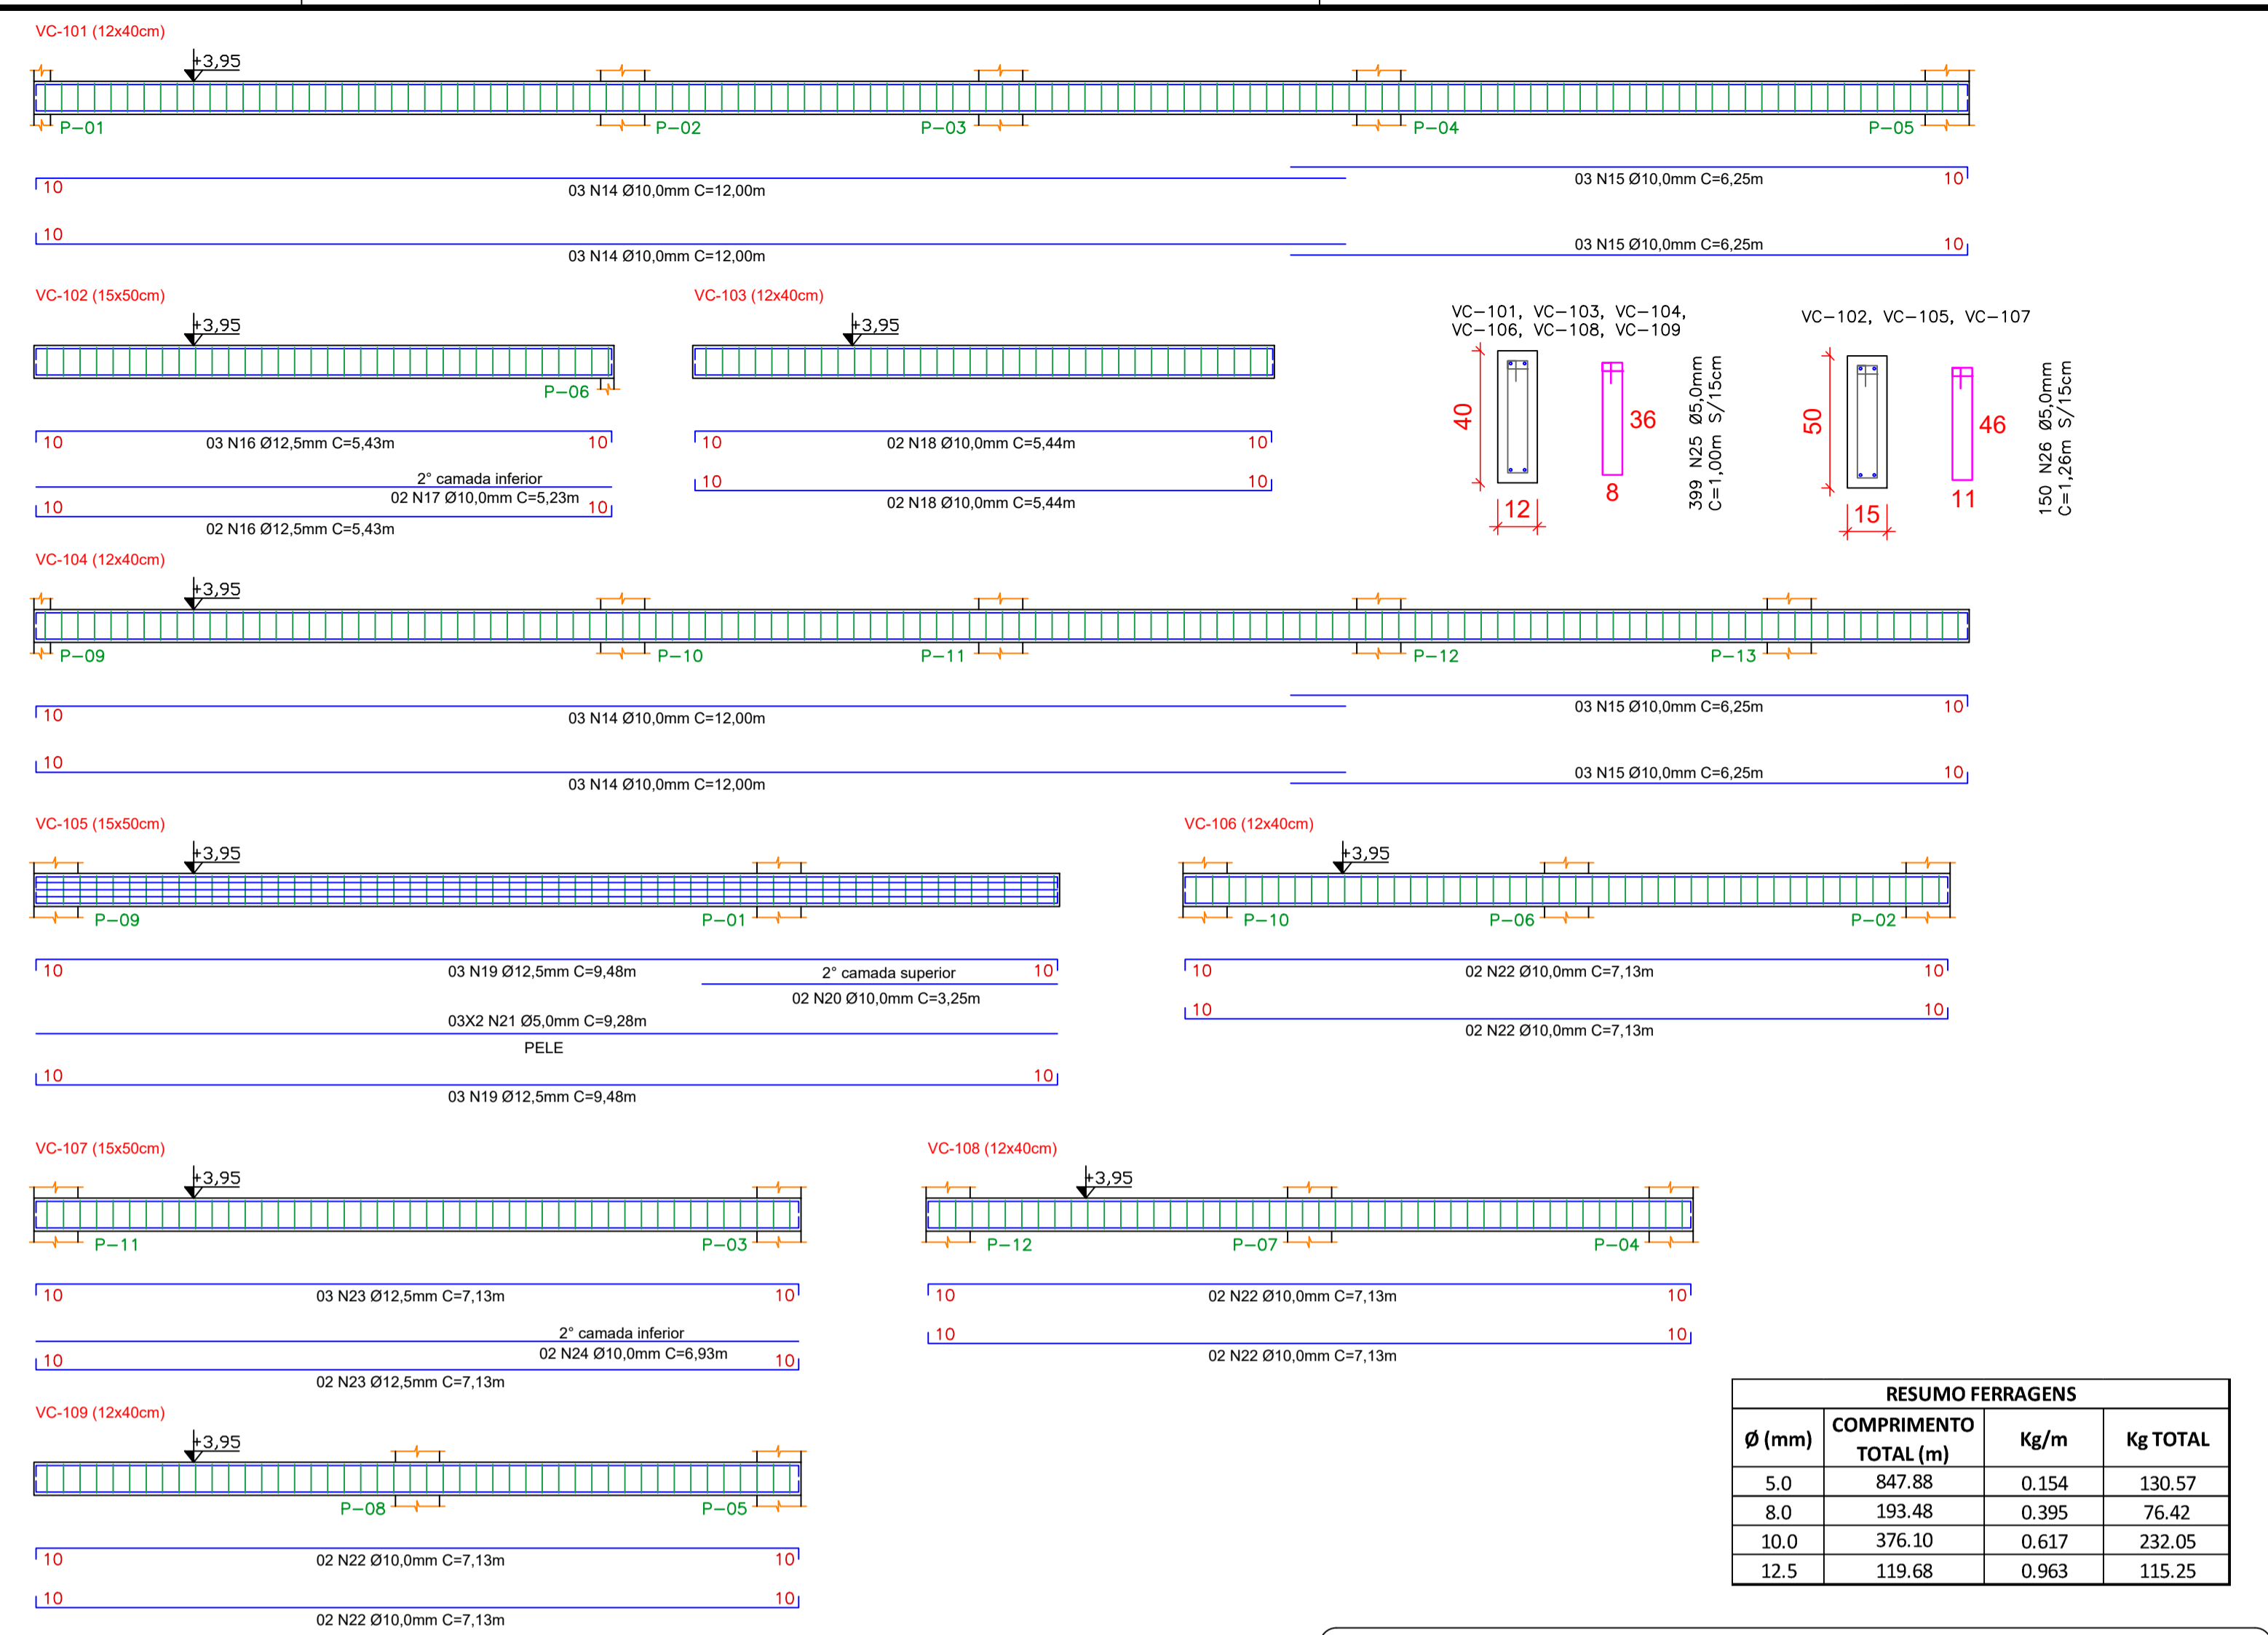 VC-101 (12x40cm)
+3,95
P-01
P-02
P-03
P-04
P-05
10
03 N14 Ø10,0mm C=12,00m
03 N15 Ø10,0mm C=6,25m
10
10
03 N14 Ø10,0mm C=12,00m
03 N15 Ø10,0mm C=6,25m
10
VC-102 (15x50cm)
+3,95
P-06
10
03 N16 Ø12,5mm C=5,43m
10
2° camada inferior
02 N17 Ø10,0mm C=5,23m
10
10
02 N16 Ø12,5mm C=5,43m
VC-103 (12x40cm)
+3,95
10
02 N18 Ø10,0mm C=5,44m
10
10
10
02 N18 Ø10,0mm C=5,44m
VC-101, VC-103, VC-104,
VC-106, VC-108, VC-109
40
12
36
8
399 N25 Ø5,0mm
C=1,00m S/15cm
VC-102, VC-105, VC-107
50
15
46
11
150 N26 Ø5,0mm
C=1,26m S/15cm
VC-104 (12x40cm)
+3,95
P-09
P-10
P-11
P-12
P-13
10
03 N14 Ø10,0mm C=12,00m
03 N15 Ø10,0mm C=6,25m
10
10
03 N14 Ø10,0mm C=12,00m
03 N15 Ø10,0mm C=6,25m
10
VC-105 (15x50cm)
+3,95
P-09
P-01
10
03 N19 Ø12,5mm C=9,48m
2° camada superior
10
02 N20 Ø10,0mm C=3,25m
03X2 N21 Ø5,0mm C=9,28m
PELE
10
10
03 N19 Ø12,5mm C=9,48m
VC-106 (12x40cm)
+3,95
P-10
P-06
P-02
10
02 N22 Ø10,0mm C=7,13m
10
10
10
02 N22 Ø10,0mm C=7,13m
VC-107 (15x50cm)
+3,95
P-11
P-03
10
03 N23 Ø12,5mm C=7,13m
10
2° camada inferior
02 N24 Ø10,0mm C=6,93m
10
10
02 N23 Ø12,5mm C=7,13m
VC-108 (12x40cm)
+3,95
P-12
P-07
P-04
10
02 N22 Ø10,0mm C=7,13m
10
10
10
02 N22 Ø10,0mm C=7,13m
VC-109 (12x40cm)
+3,95
P-08
P-05
10
02 N22 Ø10,0mm C=7,13m
10
10
10
02 N22 Ø10,0mm C=7,13m
RESUMO FERRAGENS
Ø (mm) COMPRIMENTO TOTAL (m) Kg/m Kg TOTAL
5.0 847.88 0.154 130.57
8.0 193.48 0.395 76.42
10.0 376.10 0.617 232.05
12.5 119.68 0.963 115.25